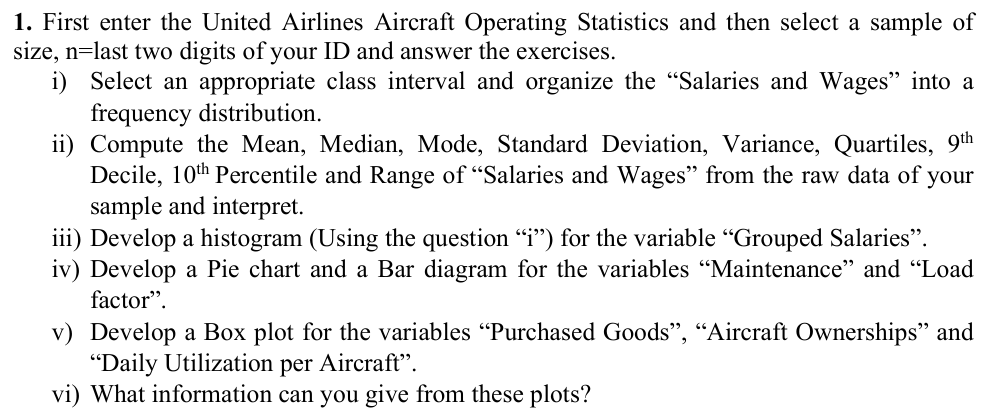 1. First enter the United Airlines Aircraft Operating Statistics and then select a sample of
size, n=last two digits of your ID and answer the exercises.
i) Select an appropriate class interval and organize the “Salaries and Wages” into a
frequency distribution.
ii) Compute the Mean, Median, Mode, Standard Deviation, Variance, Quartiles, 9th
Decile, 10th Percentile and Range of “Salaries and Wages” from the raw data of your
sample and interpret.
iii) Develop a histogram (Using the question “i”) for the variable “Grouped Salaries”.
iv) Develop a Pie chart and a Bar diagram for the variables “Maintenance” and “Load
factor”.
v) Develop a Box plot for the variables “Purchased Goods”, “Aircraft Ownerships” and
“Daily Utilization per Aircraft”.
vi) What information can you give from these plots?